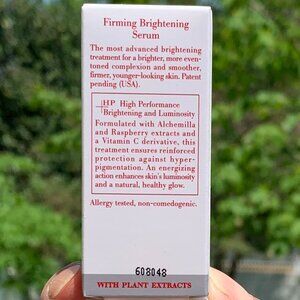 Firming Brightening
Serum
The most advanced brightening
treatment for a brighter, more even-
toned complexion and smoother,
firmer, younger-looking skin. Patent
pending (USA).
HP High Performance
Brightening and Luminosity
Formulated with Alchemilla
and Raspberry extracts and
a Vitamin C derivative, this
treatment ensures reinforced
protection against hyper-
pigmentation. An energizing
action enhances skin's luminosity
and a natural, healthy glow.
Allergy tested, non-comedogenic.
608048
WITH PLANT EXTRACTS